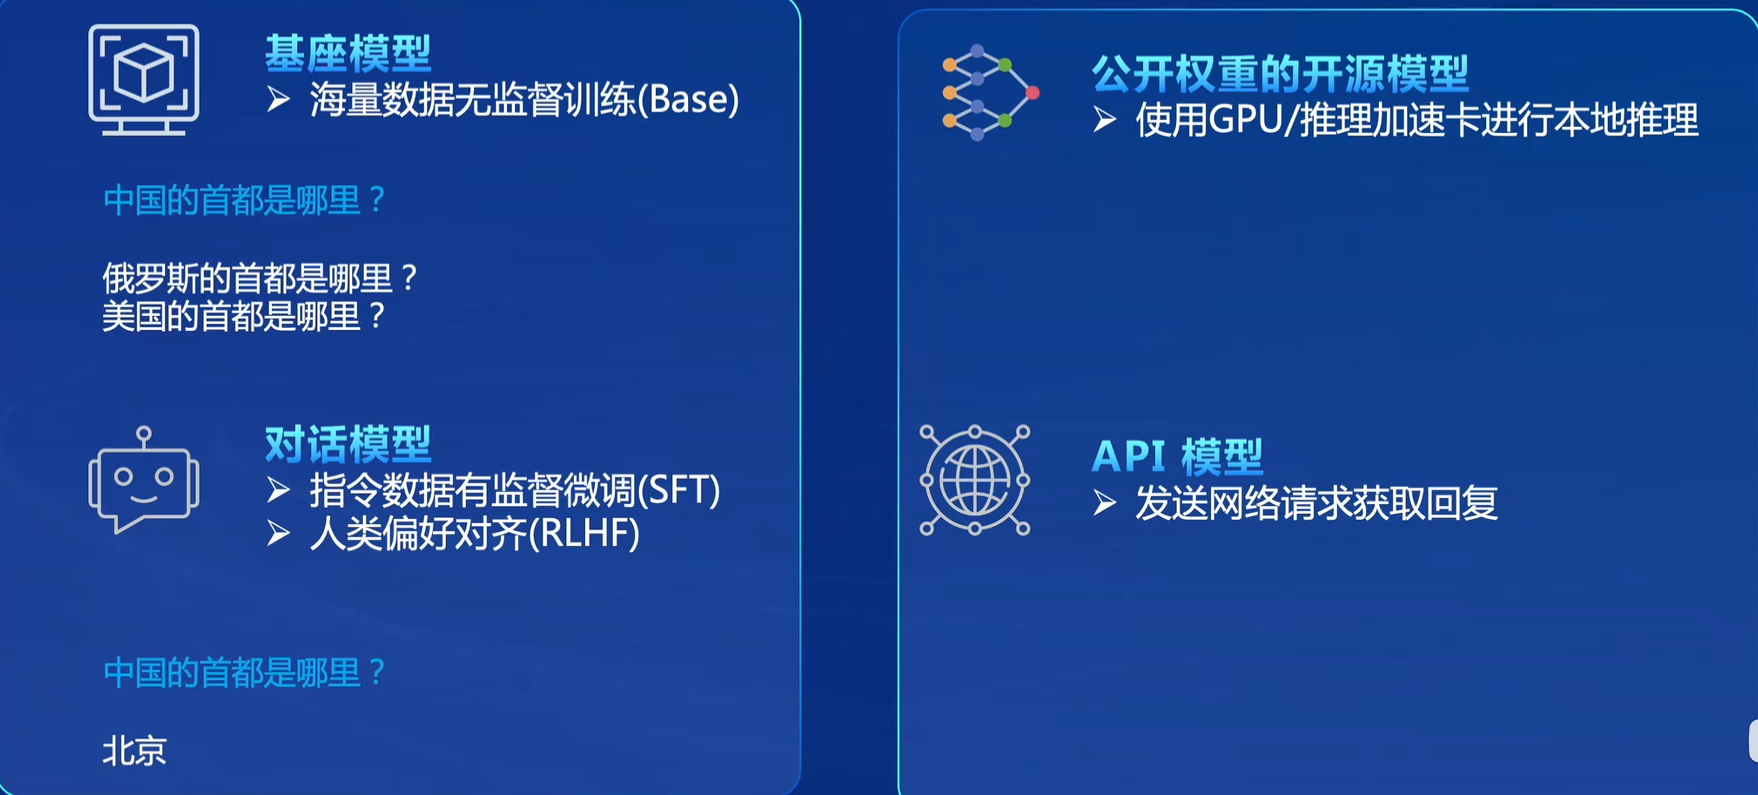 基座模型
➢ 海量数据无监督训练(Base)
中国的首都是哪里？
俄罗斯的首都是哪里？
美国的首都是哪里？
对话模型
➢ 指令数据有监督微调(SFT)
➢ 人类偏好对齐(RLHF)
中国的首都是哪里？
北京
公开权重的开源模型
➢ 使用GPU/推理加速卡进行本地推理
API 模型
➢ 发送网络请求获取回复